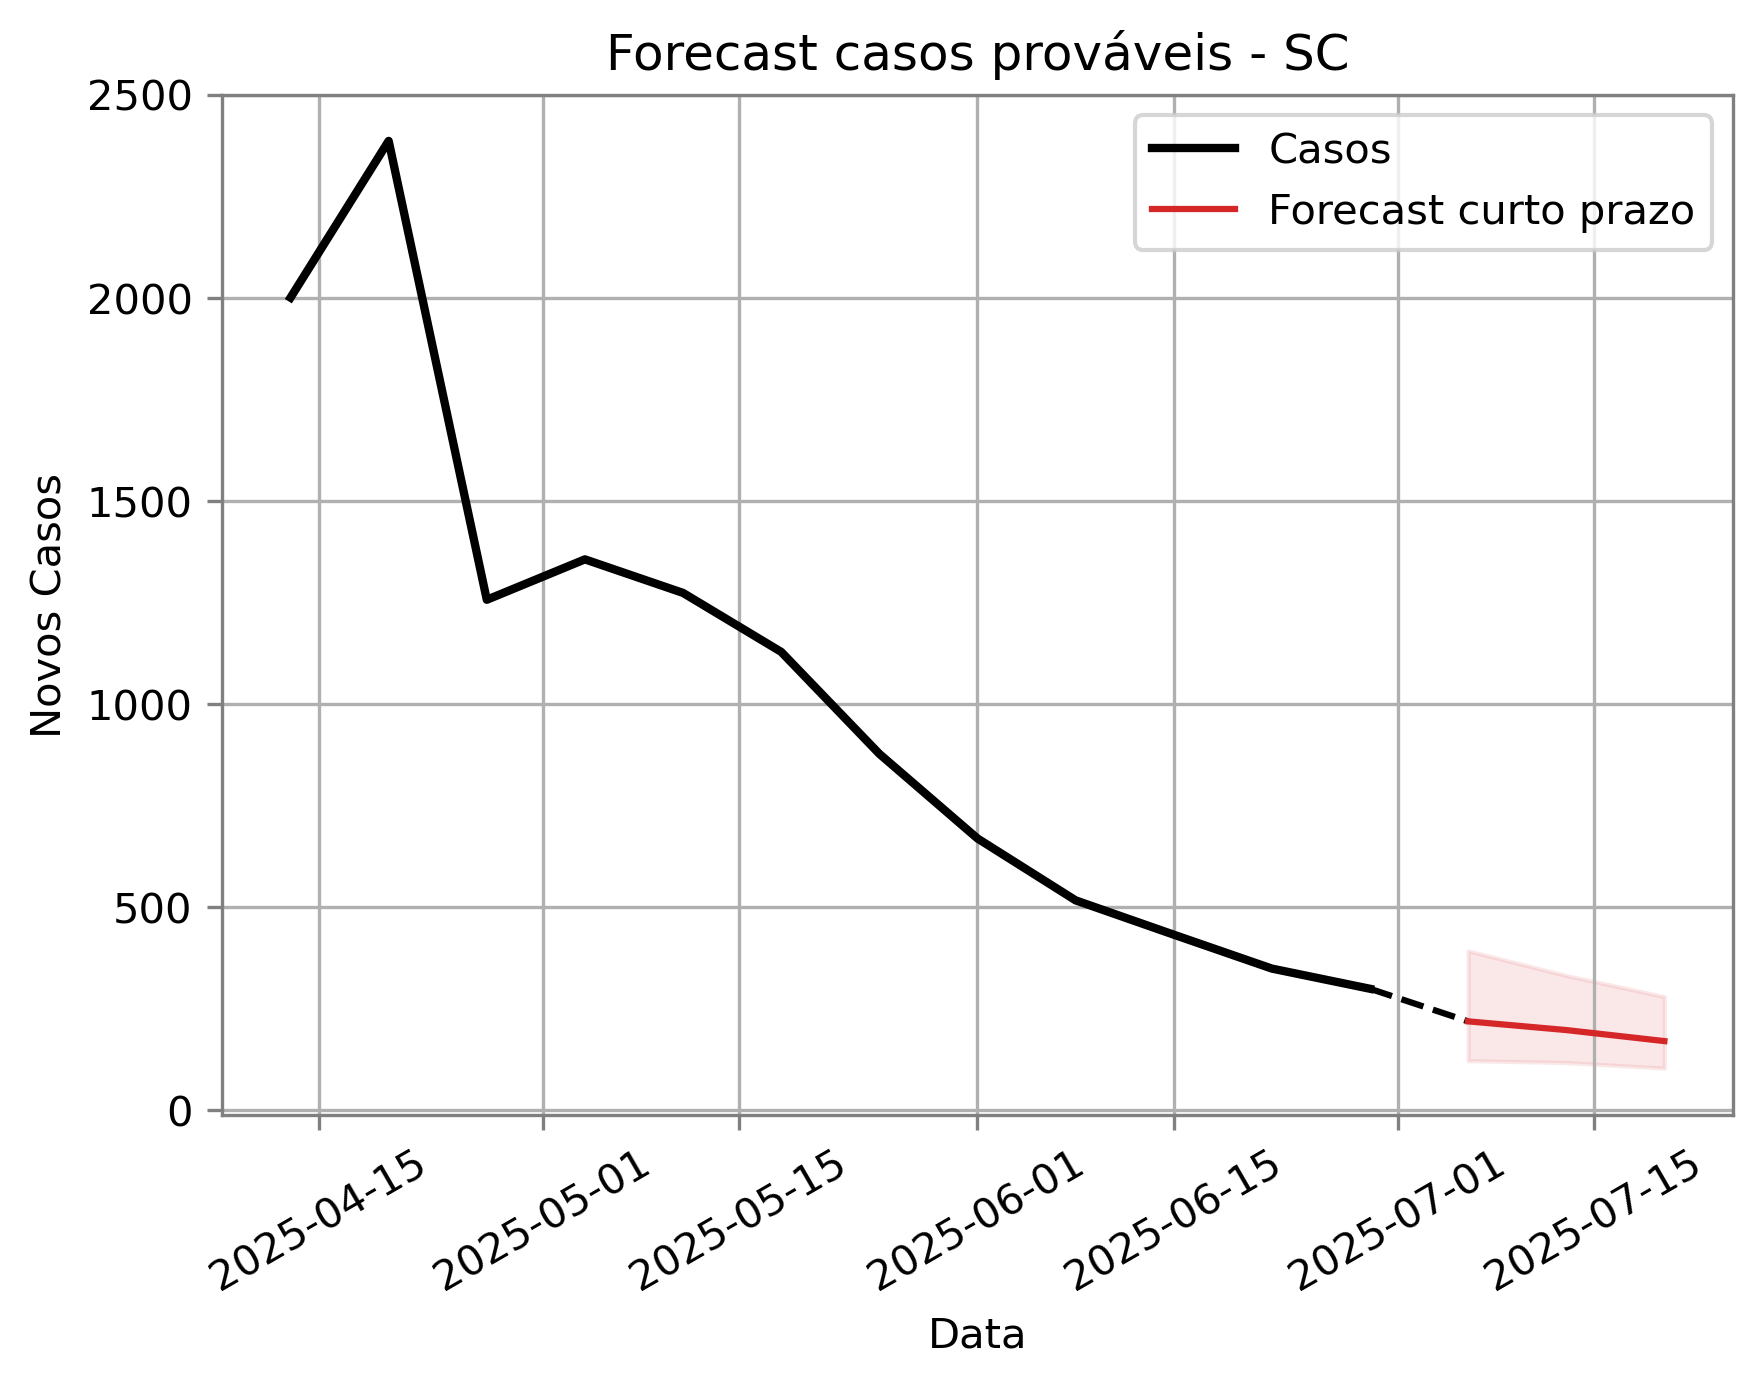 Forecast casos prováveis - SC
Casos
Forecast curto prazo
Novos Casos
2500
2000
1500
1000
500
0
2025-04-15
2025-05-01
2025-05-15
2025-06-01
2025-06-15
2025-07-01
2025-07-15
Data